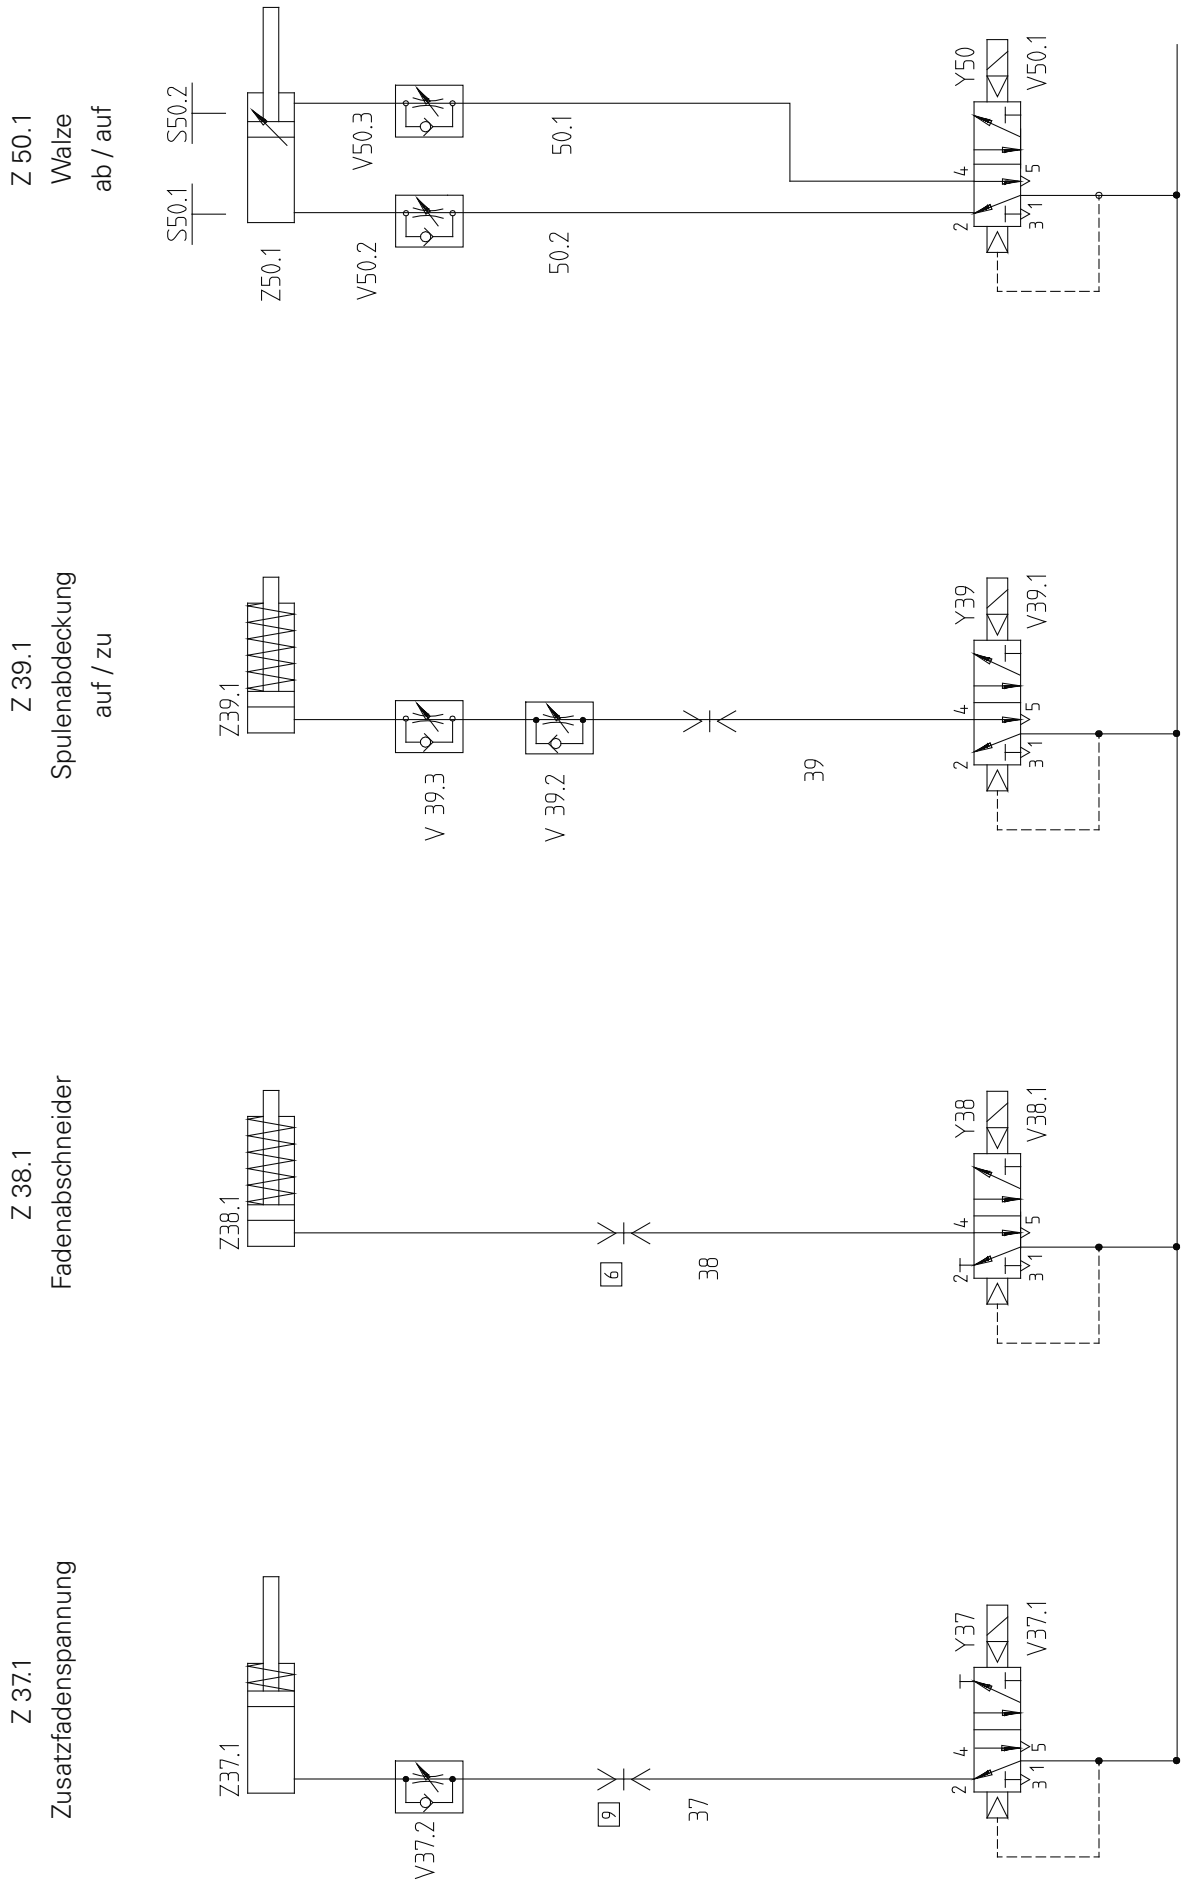 Z 37.1
Zusatzfadenspannung
Z 38.1
Fadenabschneider
Z 39.1
Spulenabdeckung
auf / zu
Z 50.1
Walze
ab / auf
S50.1
S50.2
Z37.1
Z38.1
Z39.1
Z50.1
V37.2
V 39.3
V 39.2
V50.2
V50.3
9
37
6
38
39
50.2
50.1
2
4
Y37
3
1
5
V37.1
2
4
Y38
3
1
5
V38.1
2
4
Y39
3
1
5
V39.1
2
4
Y50
3
1
5
V50.1